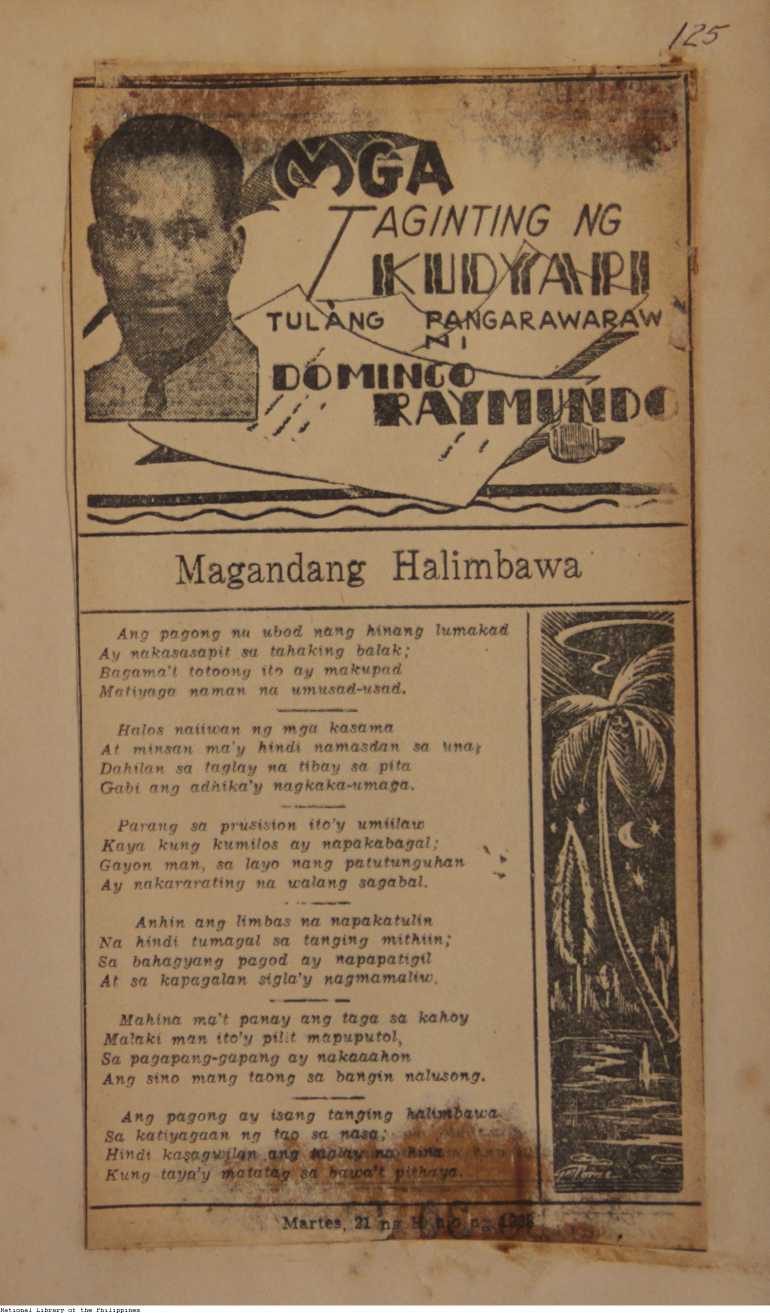 125
MGA
TAGINTING NG
KUDYAPI
TULANG PANGARAWARAW
NI
DOMINGO
RAYMUNDO
Magandang Halimbawa
Ang pagong na ubod nang hinang lumakad
Ay nakasasapit sa tahaking balak;
Bagama't totoong ito ay makupad
Matiyaga naman na umusad-usad.
Halos naiiwan ng mga kasama
At minsan ma'y hindi namasdan sa una;
Dahilan sa taglay na tibay sa pita
Gabi ang adhika'y nagkaka-umaga.
Parang sa prusision ito'y umiilaw
Kaya kung kumilos ay napakabagal;
Gayon man, sa layo nang patutunguhan
Ay nakararating na walang sagabal.
Anhin ang limbas na napakatulin
Na hindi tumagal sa tanging mithiin;
Sa bahagyang pagod ay napapatigil
At sa kapagalan sigla'y nagmamaliw.
Mahina ma't panay ang taga sa kahoy
Malaki man ito'y pilit mapuputol,
Sa pagapang-gapang ay nakaaahon
Ang sino mang taong sa bangin nalusong.
Ang pagong ay isang tanging halimbawa
Sa katiyagaan ng tao sa nasa;
Hindi kasagwilan ang taglay na hina
Kung taya'y matatag sa bawa't pithaya.
Martes, 21 ng
National Library of the Philippines